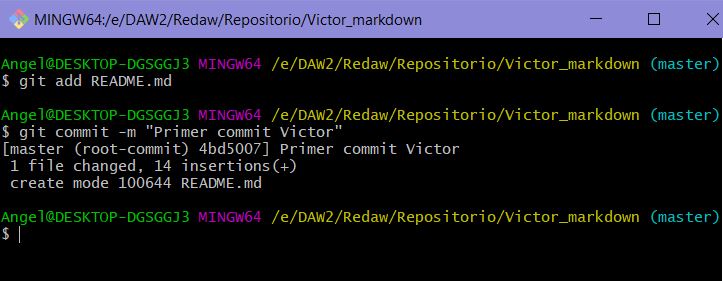 MINGW64:/e/DAW2/Redaw/Repositorio/Victor_markdown
Angel@DESKTOP-DGSGGJ3 MINGW64 /e/DAW2/Redaw/Repositorio/Victor_markdown (master)
$ git add README.md
Angel@DESKTOP-DGSGGJ3 MINGW64 /e/DAW2/Redaw/Repositorio/Victor_markdown (master)
$ git commit -m "Primer commit Victor"
[master (root-commit) 4bd5007] Primer commit Victor
 1 file changed, 14 insertions(+)
 create mode 100644 README.md
Angel@DESKTOP-DGSGGJ3 MINGW64 /e/DAW2/Redaw/Repositorio/Victor_markdown (master)
$